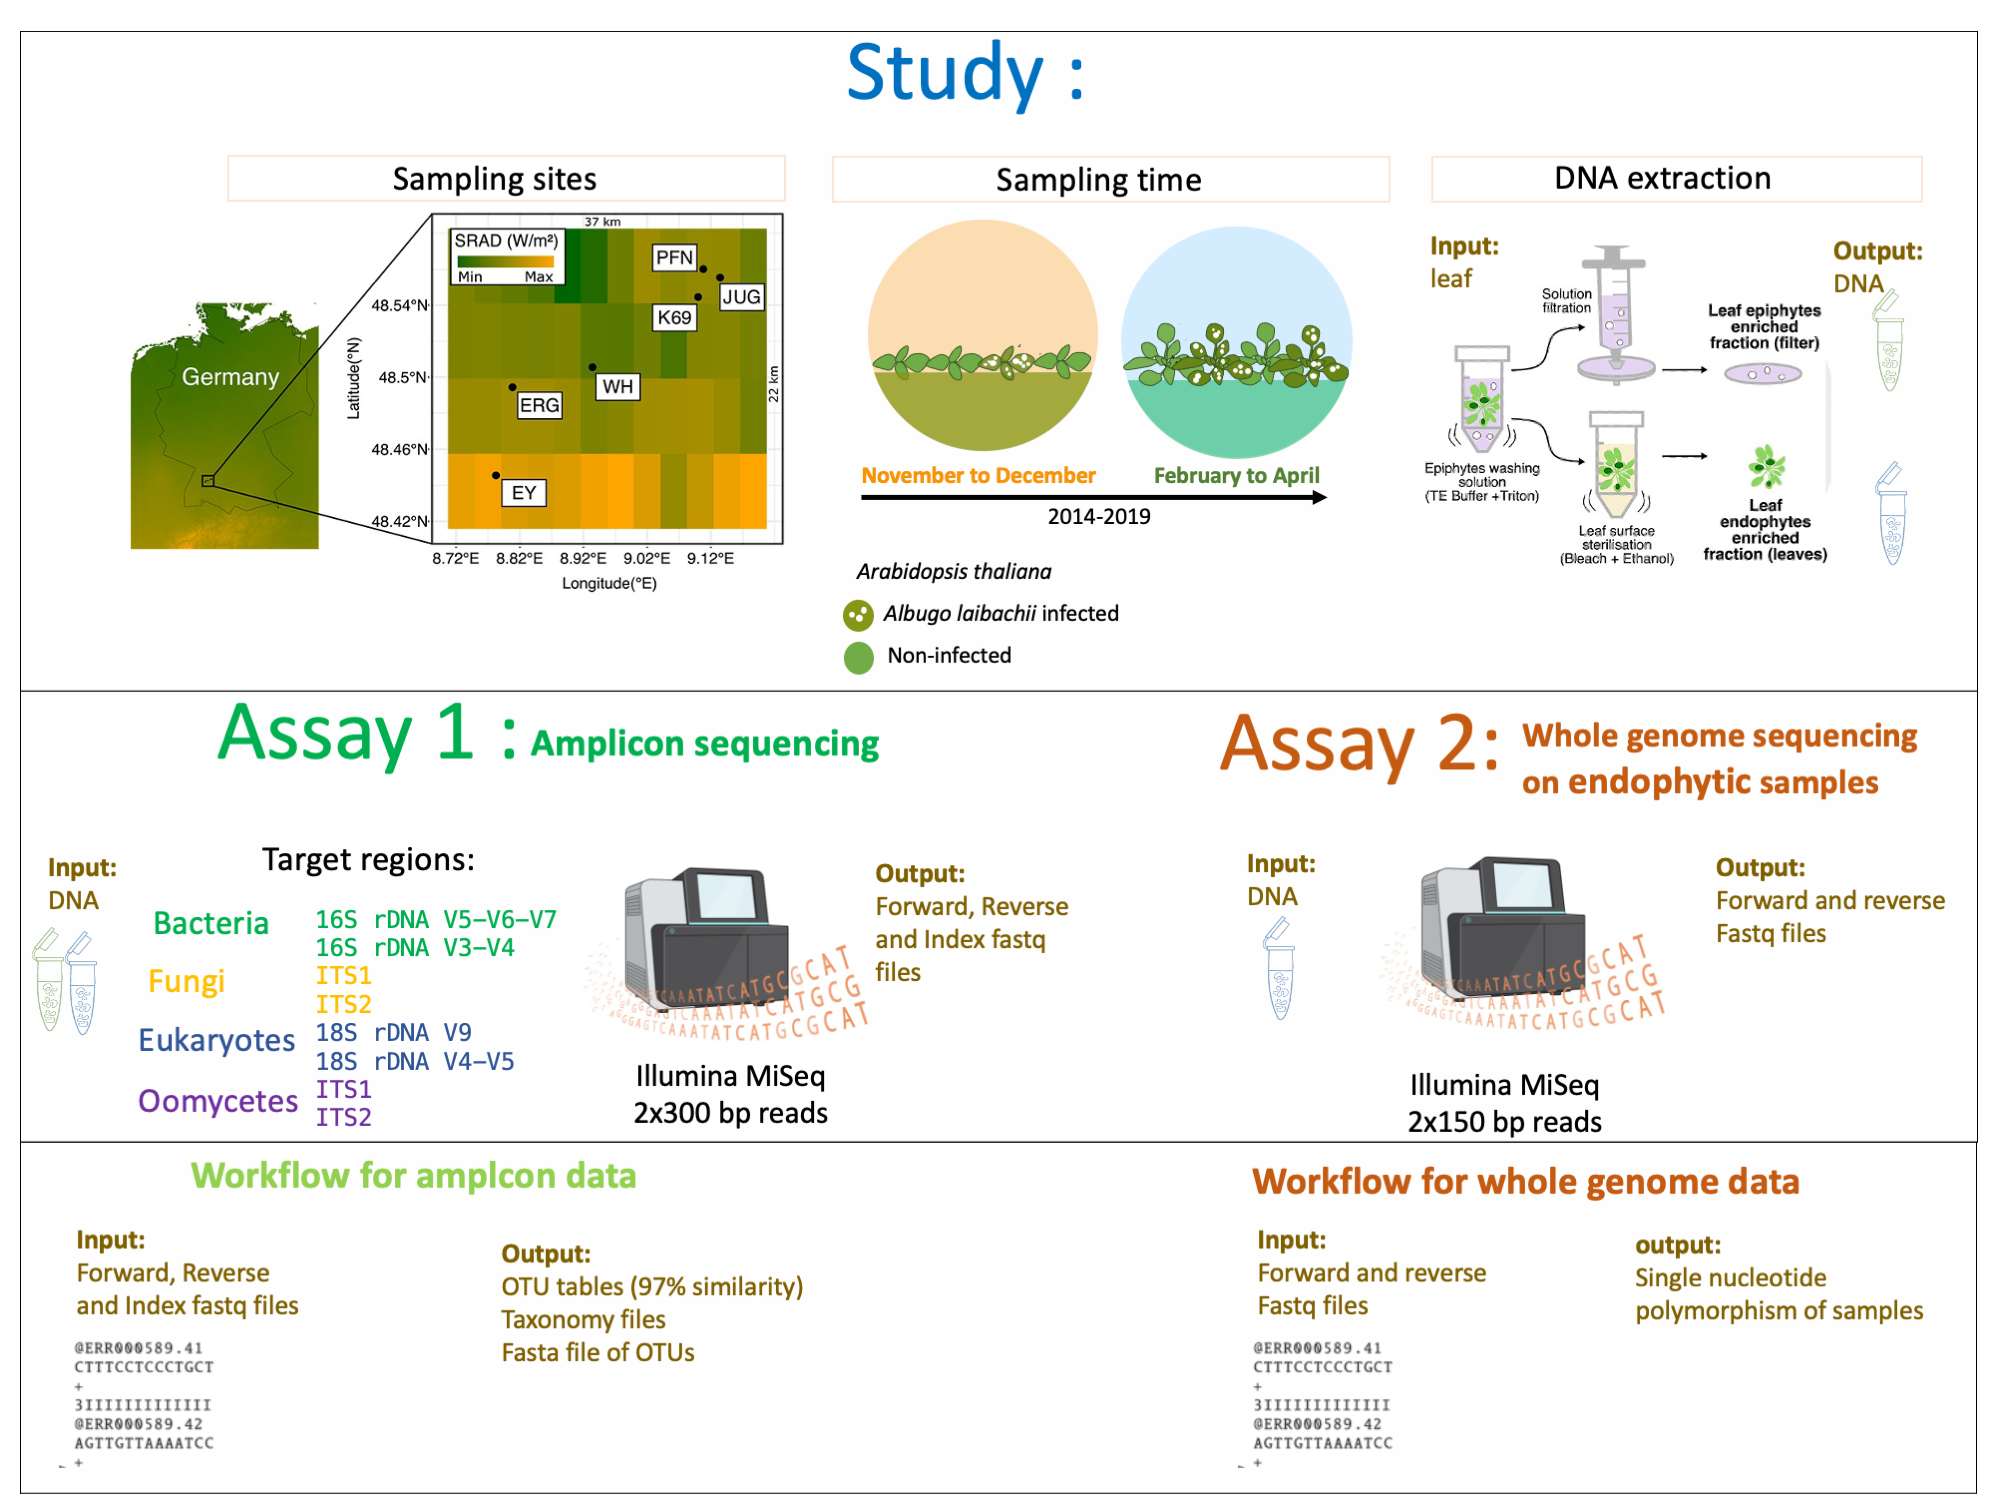 Study :
Sampling sites
37 km
SRAD (W/m²)
Min Max
PFN
JUG
K69
WH
ERG
EY
22 km
48.54°N
48.5°N
48.46°N
48.42°N
Latitude(°N)
8.72°E 8.82°E 8.92°E 9.02°E 9.12°E
Longitude(°E)
Germany
Sampling time
November to December
February to April
2014-2019
Arabidopsis thaliana
Albugo laibachii infected
Non-infected
DNA extraction
Input:
leaf
Output:
DNA
Solution
filtration
Leaf epiphytes
enriched
fraction (filter)
Epiphytes washing
solution
(TE Buffer +Triton)
Leaf surface
sterilisation
(Bleach + Ethanol)
Leaf
endophytes
enriched
fraction (leaves)
Assay 1 : Amplicon sequencing
Input:
DNA
Target regions:
Bacteria
16S rDNA V5-V6-V7
16S rDNA V3-V4
Fungi
ITS1
ITS2
Eukaryotes
18S rDNA V9
18S rDNA V4-V5
Oomycetes
ITS1
ITS2
CAAATATCATGCGCAT
GTCAAATATCATGCG
AGGGAGTCAAATATCATGCGCAT
Illumina MiSeq
2x300 bp reads
Output:
Forward, Reverse
and Index fastq
files
Assay 2: Whole genome sequencing
on endophytic samples
Input:
DNA
CAAATATCATGCGCAT
GTCAAATATCATGCG
AGGGAGTCAAATATCATGCGCAT
Illumina MiSeq
2x150 bp reads
Output:
Forward and reverse
Fastq files
Workflow for amplcon data
Input:
Forward, Reverse
and Index fastq files
@ERR000589.41
CTTTCCTCCCTGCT
+
3IIIIIIIIIIIII
@ERR000589.42
AGTTGTTAAAATCC
+
Output:
OTU tables (97% similarity)
Taxonomy files
Fasta file of OTUs
Workflow for whole genome data
Input:
Forward and reverse
Fastq files
@ERR000589.41
CTTTCCTCCCTGCT
+
3IIIIIIIIIIIII
@ERR000589.42
AGTTGTTAAAATCC
+
output:
Single nucleotide
polymorphism of samples